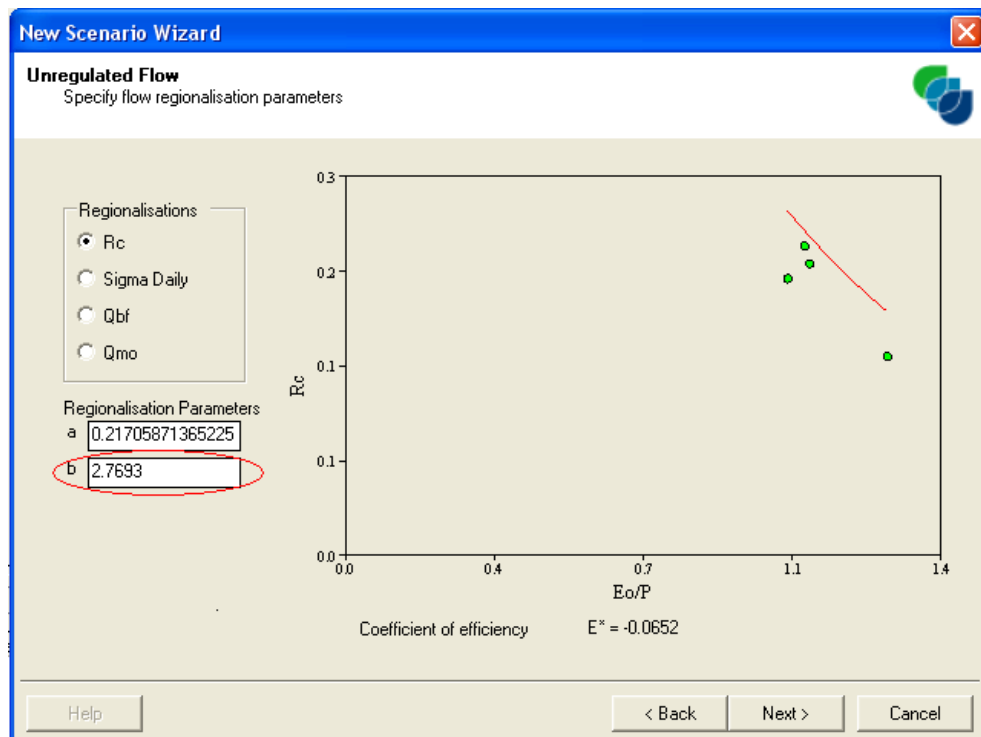 New Scenario Wizard
Unregulated Flow
Specify flow regionalisation parameters
Regionalisations
Rc
Sigma Daily
Qbf
Qmo
Regionalisation Parameters
a 0.21705871365225
b 2.7693
0.3
0.2
0.1
0.1
0.0
Rc
0.0 0.4 0.7 1.1 1.4
Eo/P
Coefficient of efficiency E* = -0.0652
Help < Back Next > Cancel